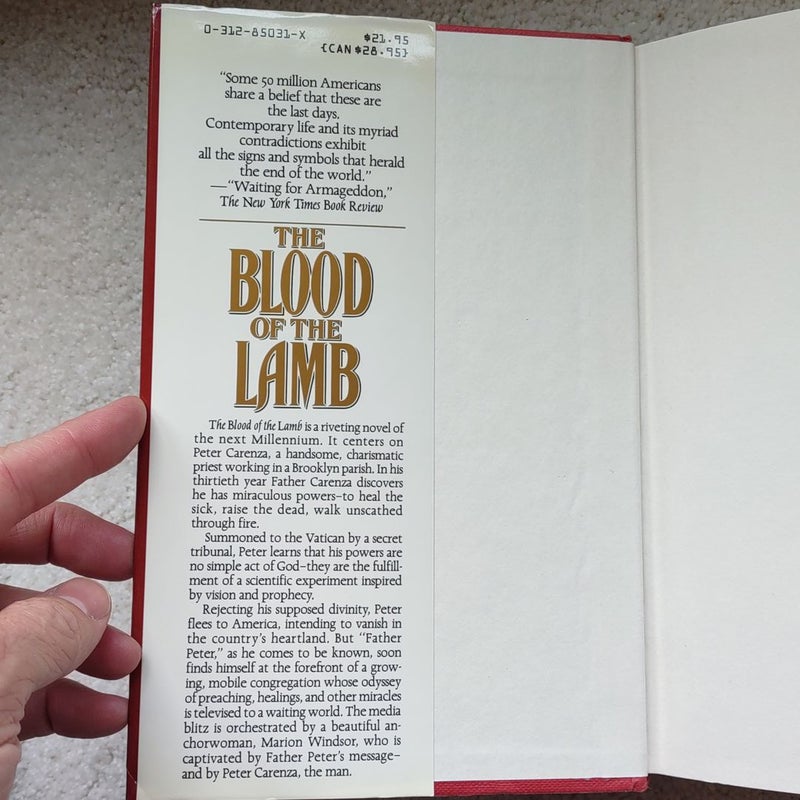 0-312-85031-X
$21.95
{CAN $28.95}
“Some 50 million Americans
share a belief that these are
the last days.
Contemporary life and its myriad
contradictions exhibit
all the signs and symbols that herald
the end of the world.”
—“Waiting for Armageddon,”
The New York Times Book Review
THE
BLOOD
OF THE
LAMB
The Blood of the Lamb is a riveting novel of
the next Millennium. It centers on
Peter Carenza, a handsome, charismatic
priest working in a Brooklyn parish. In his
thirtieth year Father Carenza discovers
he has miraculous powers–to heal the
sick, raise the dead, walk unscathed
through fire.
Summoned to the Vatican by a secret
tribunal, Peter learns that his powers are
no simple act of God–they are the fulfill-
ment of a scientific experiment inspired
by vision and prophecy.
Rejecting his supposed divinity, Peter
flees to America, intending to vanish in
the country's heartland. But “Father
Peter,” as he comes to be known, soon
finds himself at the forefront of a grow-
ing, mobile congregation whose odyssey
of preaching, healings, and other miracles
is televised to a waiting world. The media
blitz is orchestrated by a beautiful an-
chorwoman, Marion Windsor, who is
captivated by Father Peter's message–
and by Peter Carenza, the man.